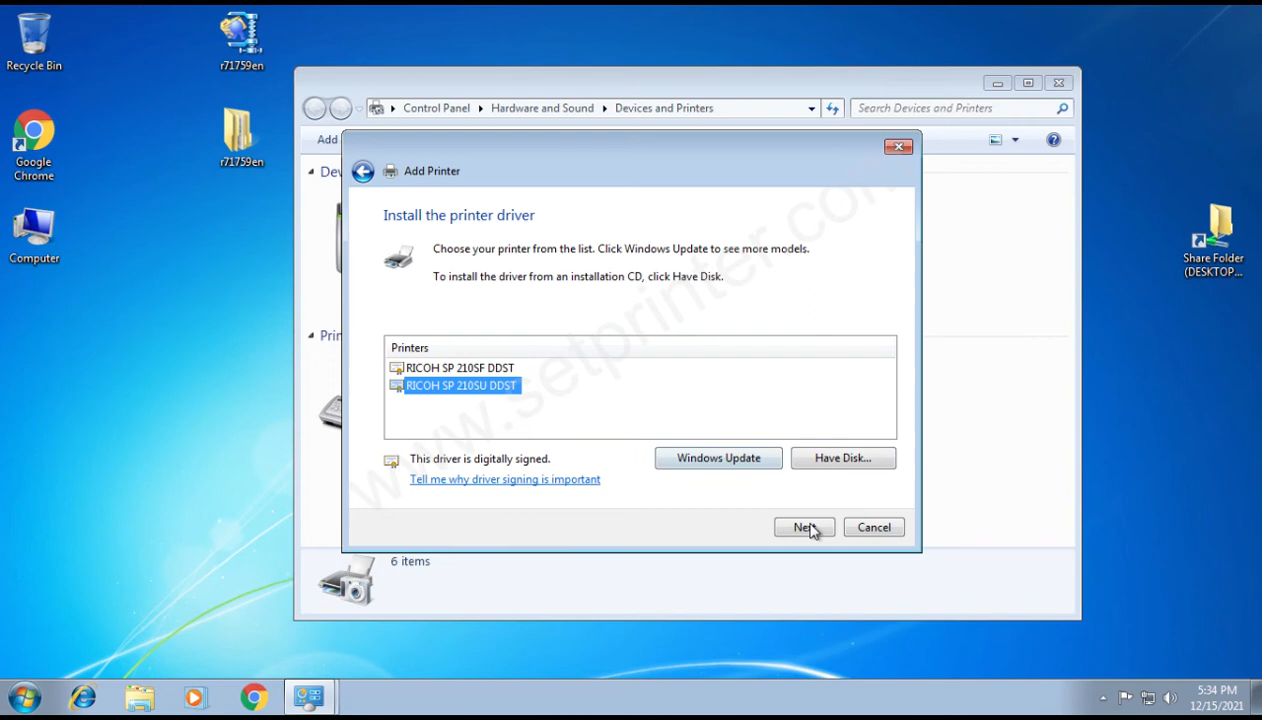 Recycle Bin
r71759en
Google
Chrome
r71759en
Computer
Share Folder
(DESKTOP...
Control Panel
Hardware and Sound
Devices and Printers
Search Devices and Printers
Add
Dev
Prin
Add Printer
Install the printer driver
Choose your printer from the list. Click Windows Update to see more models.
To install the driver from an installation CD, click Have Disk.
Printers
RICOH SP 210SF DDST
RICOH SP 210SU DDST
This driver is digitally signed.
Tell me why driver signing is important
Windows Update
Have Disk...
Next
Cancel
6 items
www.setprinter.com
5:34 PM
12/15/2021